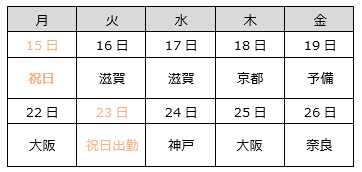 月 火 水 木 金
15日 16日 17日 18日 19日
祝日 滋賀 滋賀 京都 予備
22日 23日 24日 25日 26日
大阪 祝日出勤 神戸 大阪 奈良